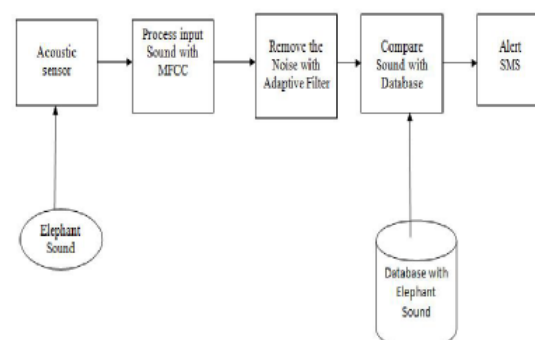 Acoustic
sensor
Process input
Sound with
MFCC
Remove the
Noise with
Adaptive Filter
Compare
Sound with
Database
Alert
SMS
Elephant
Sound
Database with
Elephant
Sound